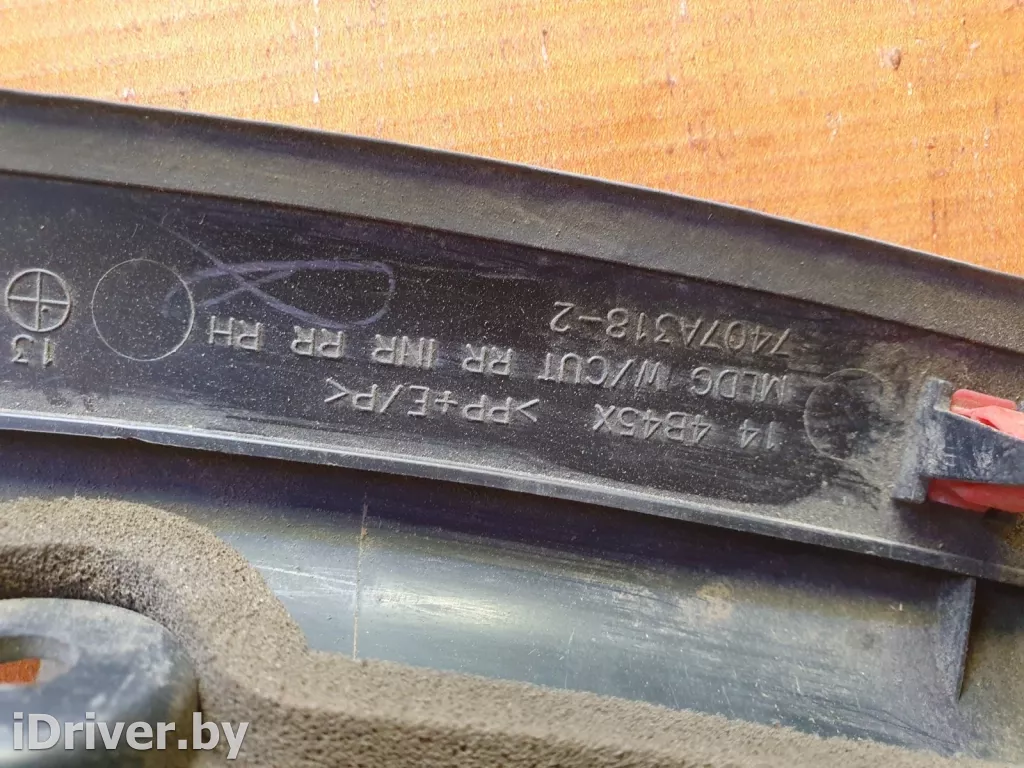 14 4B45X >PP+E/P<
MLDG W/CUT RR INR RR RH
7407A318-2
13
iDriver.by